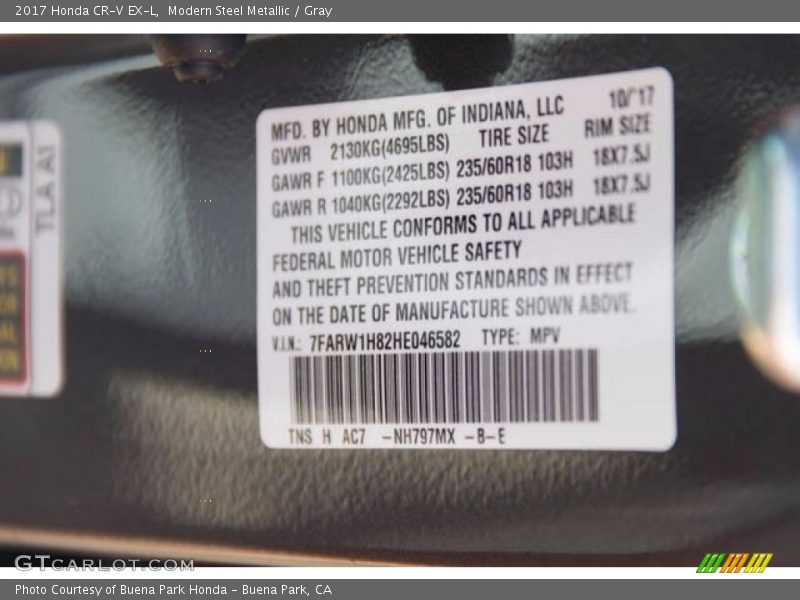 2017 Honda CR-V EX-L,  Modern Steel Metallic / Gray
MFD. BY HONDA MFG. OF INDIANA, LLC 10/'17
GVWR 2130KG(4695LBS) TIRE SIZE RIM SIZE
GAWR F 1100KG(2425LBS) 235/60R18 103H 18X7.5J
GAWR R 1040KG(2292LBS) 235/60R18 103H 18X7.5J
THIS VEHICLE CONFORMS TO ALL APPLICABLE
FEDERAL MOTOR VEHICLE SAFETY
AND THEFT PREVENTION STANDARDS IN EFFECT
ON THE DATE OF MANUFACTURE SHOWN ABOVE.
V.I.N.: 7FARW1H82HE046582 TYPE: MPV
TNS H AC7 -NH797MX -B-E
TLA A1
GTCARLOT.COM
Photo Courtesy of Buena Park Honda - Buena Park, CA